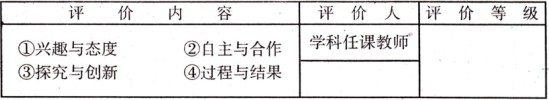 评价内容 评价人 评价等级
①兴趣与态度 ②自主与合作 学科任课教师
③探究与创新 ④过程与结果